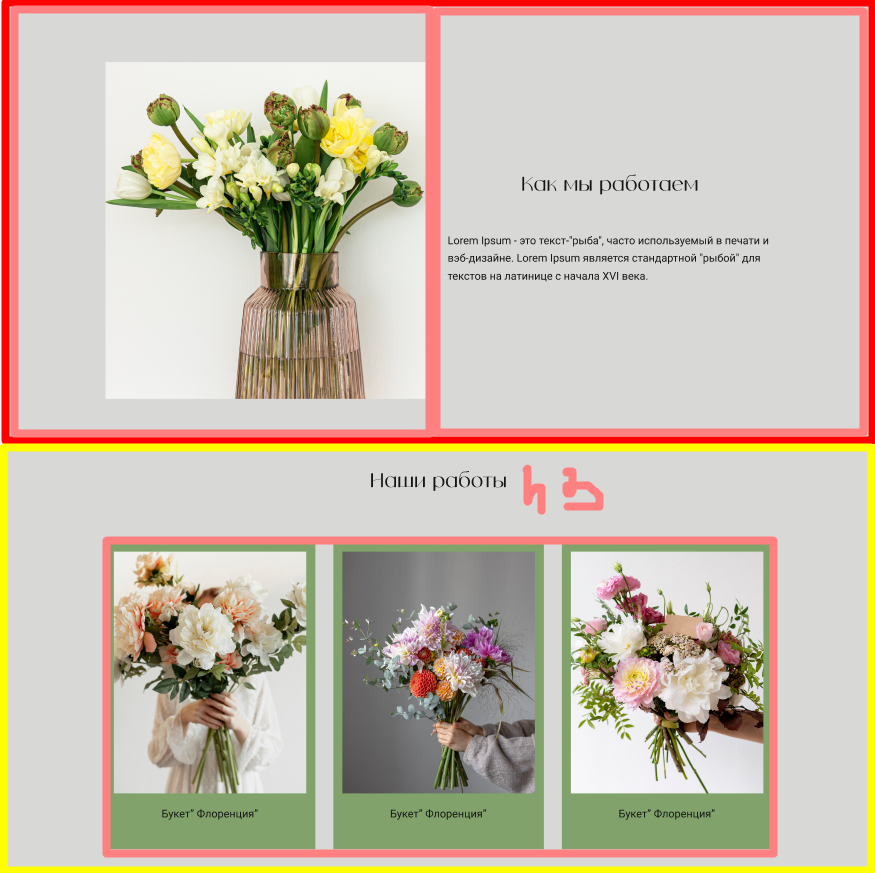 Как мы работаем
Lorem Ipsum - это текст-"рыба", часто используемый в печати и
вэб-дизайне. Lorem Ipsum является стандартной "рыбой" для
текстов на латинице с начала XVI века.
Наши работы h3
Букет" Флоренция"
Букет" Флоренция"
Букет" Флоренция"